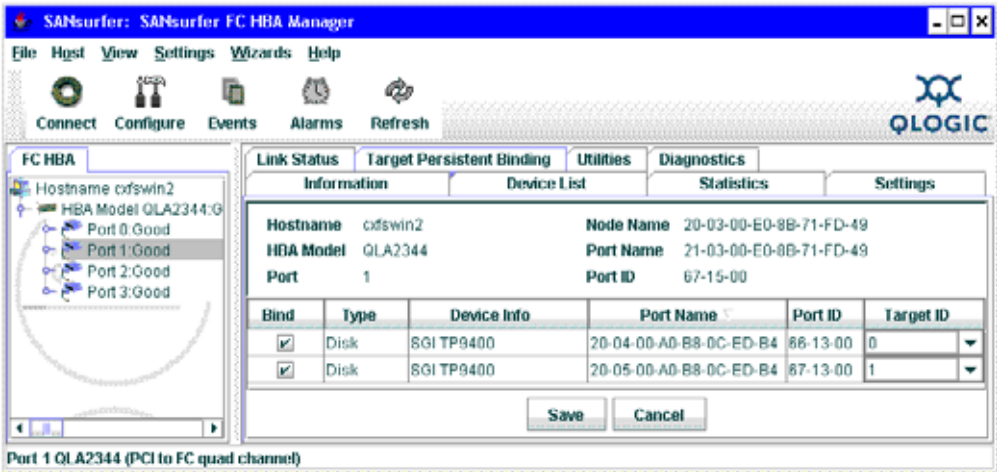 SANsurfer: SANsurfer FC HBA Manager
File Host View Settings Wizards Help
Connect Configure Events Alarms Refresh
QLOGIC
FC HBA
Hostname cxfswin2
HBA Model QLA2344:G
Port 0:Good
Port 1:Good
Port 2:Good
Port 3:Good
Link Status Target Persistent Binding Utilities Diagnostics
Information Device List Statistics Settings
Hostname cxfswin2 Node Name 20-03-00-E0-8B-71-FD-49
HBA Model QLA2344 Port Name 21-03-00-E0-8B-71-FD-49
Port 1 Port ID 67-15-00
Bind Type Device Info Port Name Port ID Target ID
Disk SGI TP9400 20-04-00-A0-B8-0C-ED-B4 66-13-00 0
Disk SGI TP9400 20-05-00-A0-B8-0C-ED-B4 67-13-00 1
Save Cancel
Port 1 QLA2344 (PCI to FC quad channel)